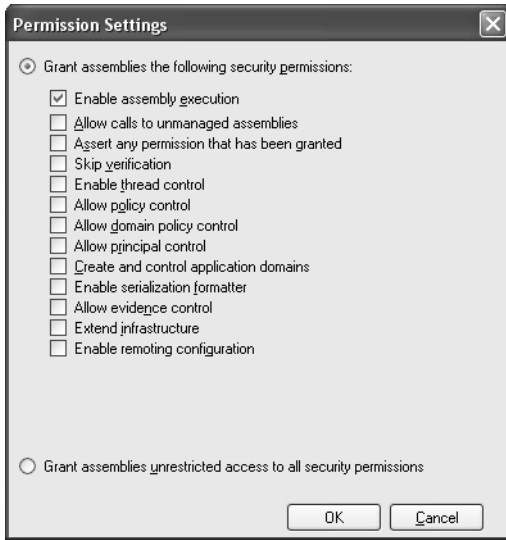 Permission Settings
Grant assemblies the following security permissions:
Enable assembly execution
Allow calls to unmanaged assemblies
Assert any permission that has been granted
Skip verification
Enable thread control
Allow policy control
Allow domain policy control
Allow principal control
Create and control application domains
Enable serialization formatter
Allow evidence control
Extend infrastructure
Enable remoting configuration
Grant assemblies unrestricted access to all security permissions
OK Cancel